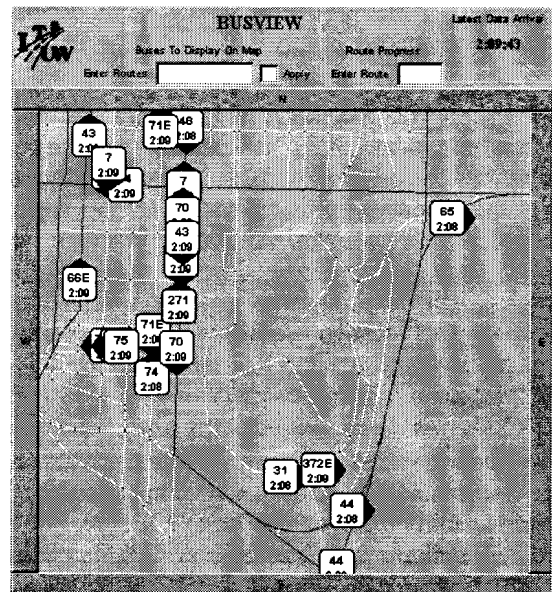 BUSVIEW
Latest Data Arrival
2:09:43
ITS
UW
Buses To Display On Map
Route Progress
Enter Routes
Apply
Enter Route
N
43
71E
48
2:08
7
2:09
2:09
2:09
7
70
43
2:09
2:09
65
2:08
66E
2:09
271
2:09
71E
75
2:09
70
2:09
74
2:08
W
E
31
2:08
372E
2:09
44
2:08
44